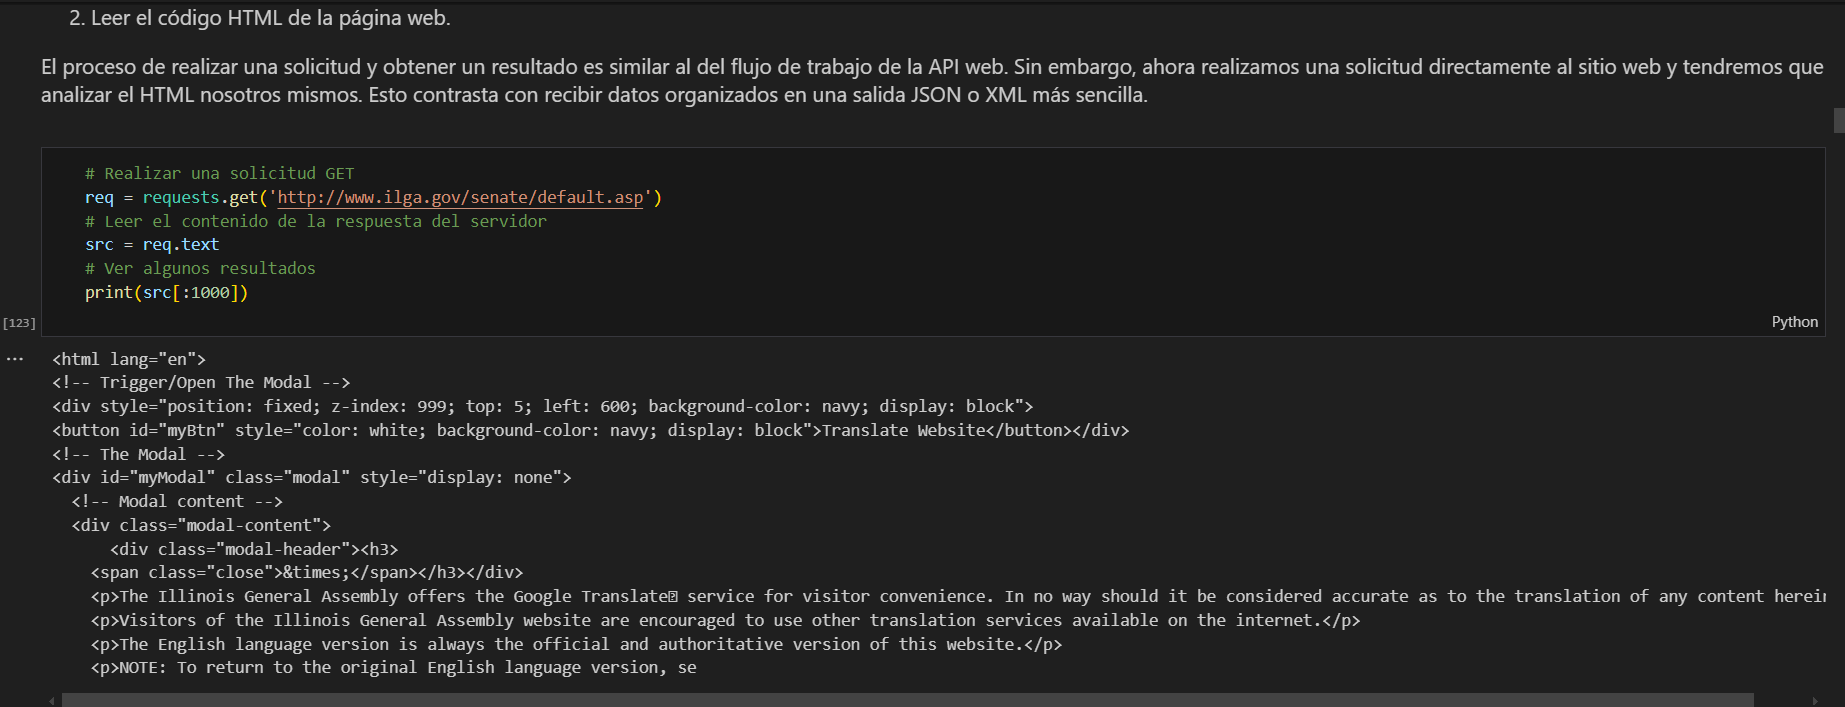 2. Leer el código HTML de la página web.
El proceso de realizar una solicitud y obtener un resultado es similar al del flujo de trabajo de la API web. Sin embargo, ahora realizamos una solicitud directamente al sitio web y tendremos que
analizar el HTML nosotros mismos. Esto contrasta con recibir datos organizados en una salida JSON o XML más sencilla.
# Realizar una solicitud GET
req = requests.get('http://www.ilga.gov/senate/default.asp')
# Leer el contenido de la respuesta del servidor
src = req.text
# Ver algunos resultados
print(src[:1000])
[123]
Python
...
<html lang="en">
<!-- Trigger/Open The Modal -->
<div style="position: fixed; z-index: 999; top: 5; left: 600; background-color: navy; display: block">
<button id="myBtn" style="color: white; background-color: navy; display: block">Translate Website</button></div>
<!-- The Modal -->
<div id="myModal" class="modal" style="display: none">
  <!-- Modal content -->
  <div class="modal-content">
      <div class="modal-header"><h3>
    <span class="close">&times;</span></h3></div>
    <p>The Illinois General Assembly offers the Google Translate� service for visitor convenience. In no way should it be considered accurate as to the translation of any content herein
    <p>Visitors of the Illinois General Assembly website are encouraged to use other translation services available on the internet.</p>
    <p>The English language version is always the official and authoritative version of this website.</p>
    <p>NOTE: To return to the original English language version, se